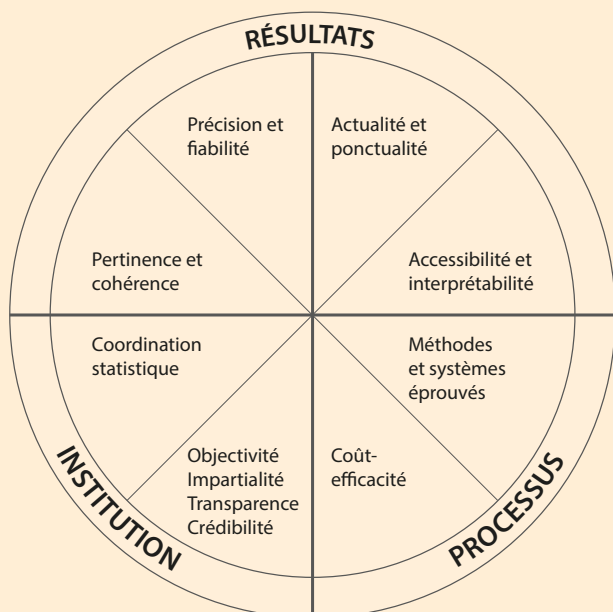 RÉSULTATS
Précision et
fiabilité
Actualité et
ponctualité
Pertinence et
cohérence
Accessibilité et
interprétabilité
Coordination
statistique
Méthodes
et systèmes
éprouvés
Objectivité
Impartialité
Transparence
Crédibilité
Coût-
efficacité
INSTITUTION
PROCESSUS